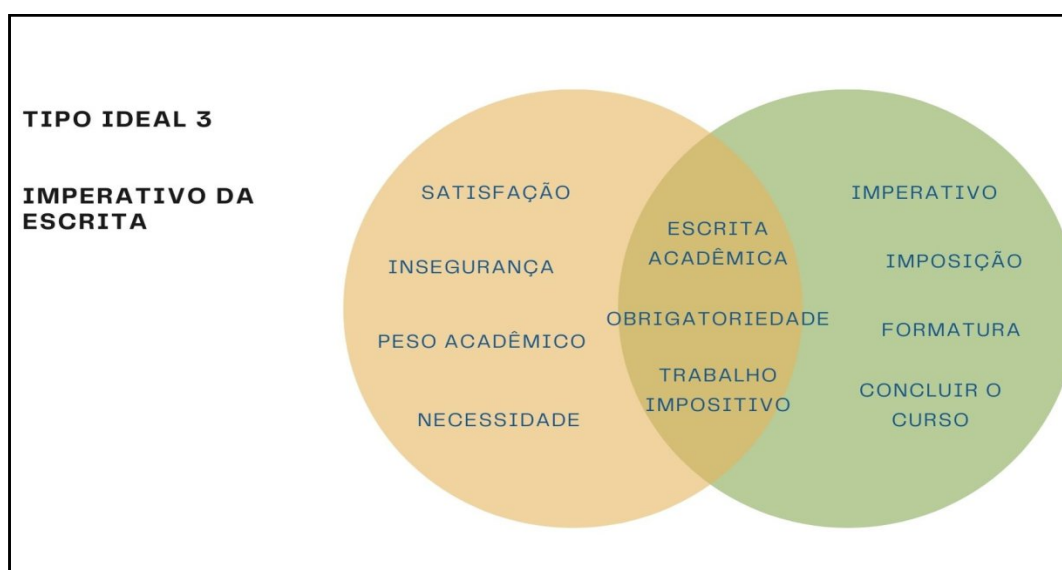 TIPO IDEAL 3
IMPERATIVO DA
ESCRITA
SATISFAÇÃO
INSEGURANÇA
PESO ACADÊMICO
NECESSIDADE
ESCRITA
ACADÊMICA
OBRIGATORIEDADE
TRABALHO
IMPOSITIVO
IMPERATIVO
IMPOSIÇÃO
FORMATURA
CONCLUIR O
CURSO